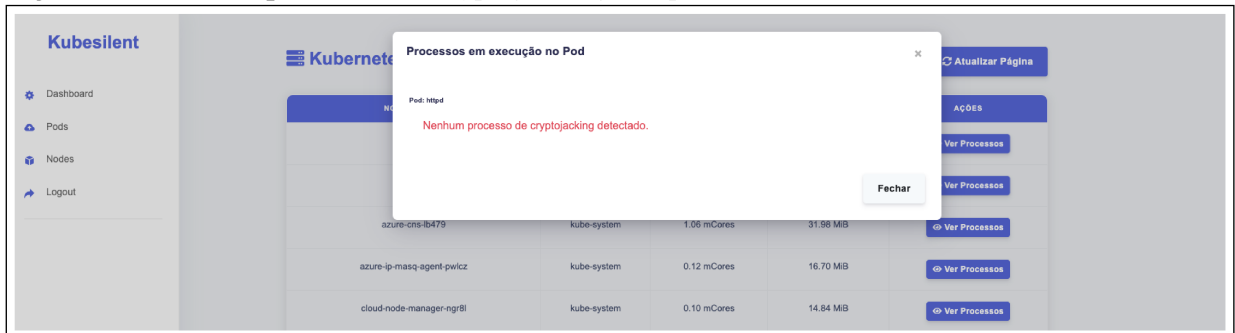 Kubesilent
Dashboard
Pods
Nodes
Logout
Kubernete
Atualizar Página
NO
AÇÕES
Processos em execução no Pod
×
Pod: httpd
Nenhum processo de cryptojacking detectado.
Fechar
Ver Processos
Ver Processos
azure-cns-lb479 kube-system 1.06 mCores 31.98 MiB Ver Processos
azure-ip-masq-agent-pwlcz kube-system 0.12 mCores 16.70 MiB Ver Processos
cloud-node-manager-ngr8l kube-system 0.10 mCores 14.84 MiB Ver Processos